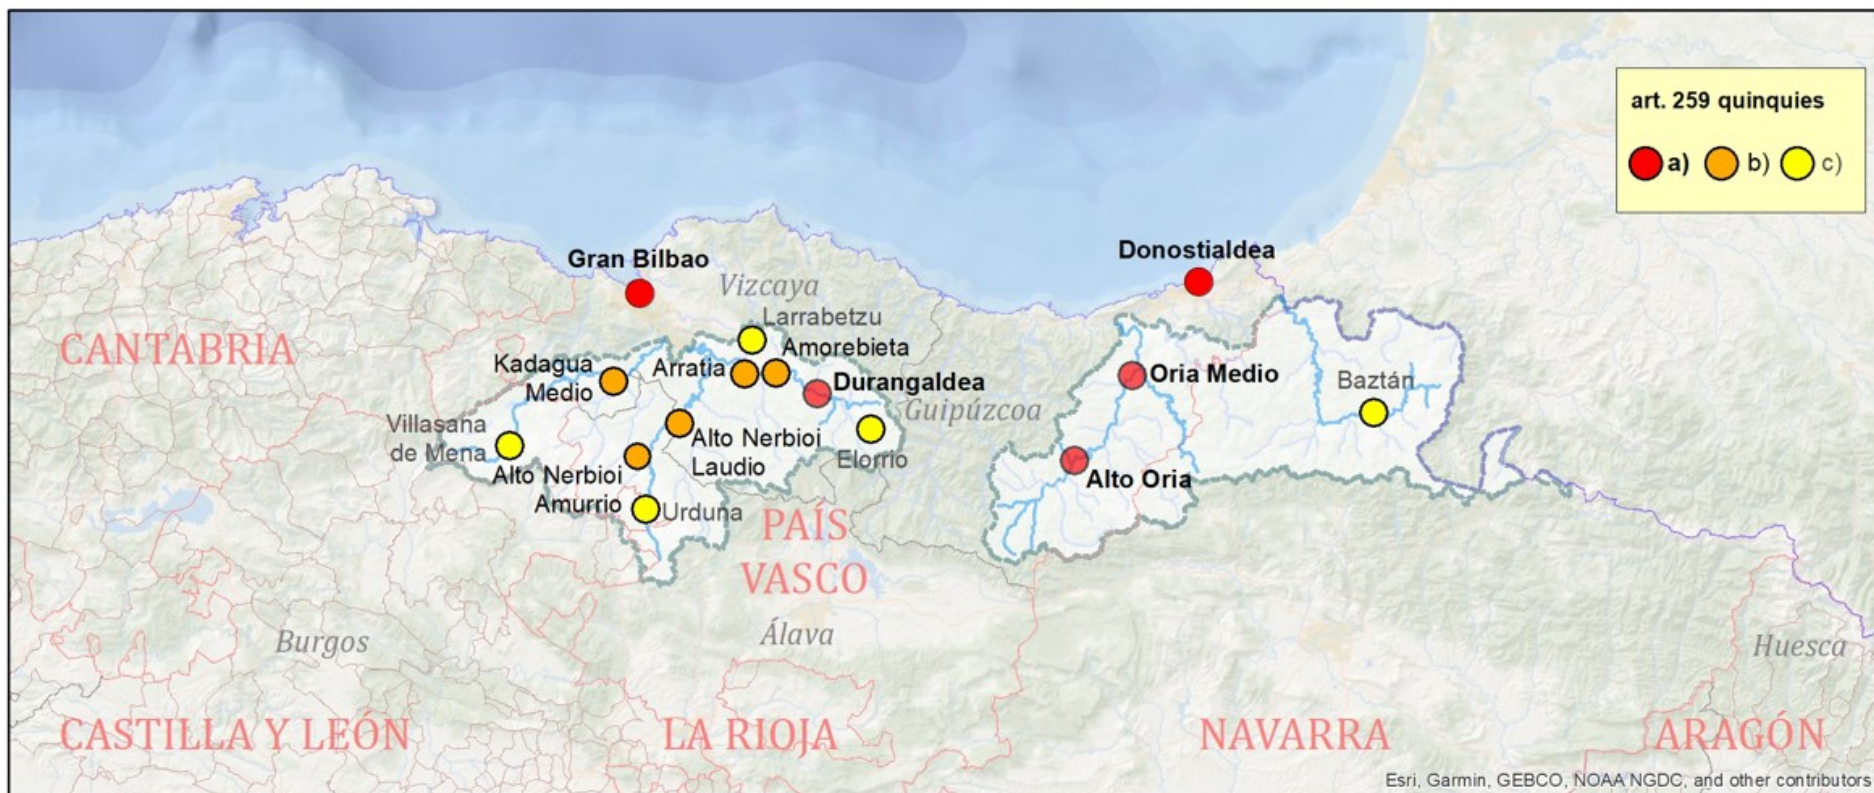 art. 259 quinquies
a) b) c)
Gran Bilbao
Donostialdea
Vizcaya
Larrabetzu
CANTABRIA
Amorebieta
Kadagua
Medio
Arratia
Durangaldea
Guipúzcoa
Oria Medio
Baztán
Villasana
de Mena
Alto Nerbioi
Laudio
Elorrio
Alto Nerbioi
Amurrio
Alto Oria
Urduña
PAÍS
VASCO
Burgos
Álava
Huesca
CASTILLA Y LEÓN
LA RIOJA
NAVARRA
ARAGÓN
Esri, Garmin, GEBCO, NOAA NGDC, and other contributors